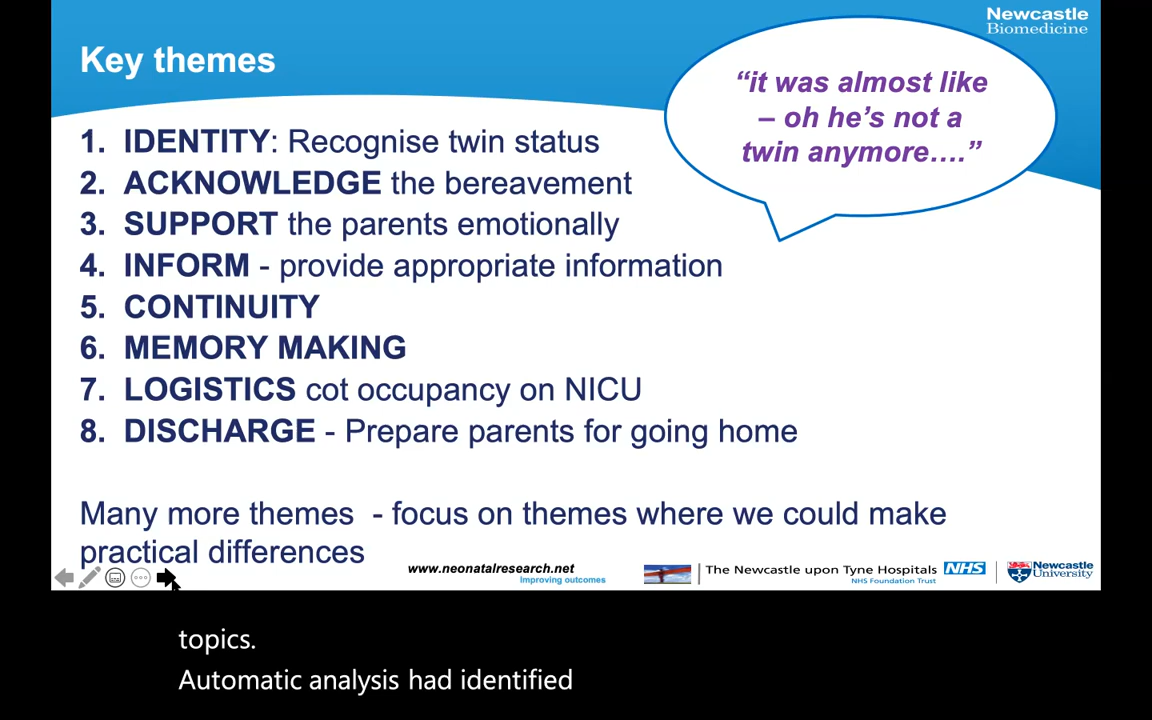 Newcastle
Biomedicine
Key themes
“it was almost like
– oh he’s not a
twin anymore….”
1. IDENTITY: Recognise twin status
2. ACKNOWLEDGE the bereavement
3. SUPPORT the parents emotionally
4. INFORM - provide appropriate information
5. CONTINUITY
6. MEMORY MAKING
7. LOGISTICS cot occupancy on NICU
8. DISCHARGE - Prepare parents for going home
Many more themes - focus on themes where we could make
practical differences
www.neonatalresearch.net
Improving outcomes
The Newcastle upon Tyne Hospitals NHS
NHS Foundation Trust
Newcastle
University
topics.
Automatic analysis had identified